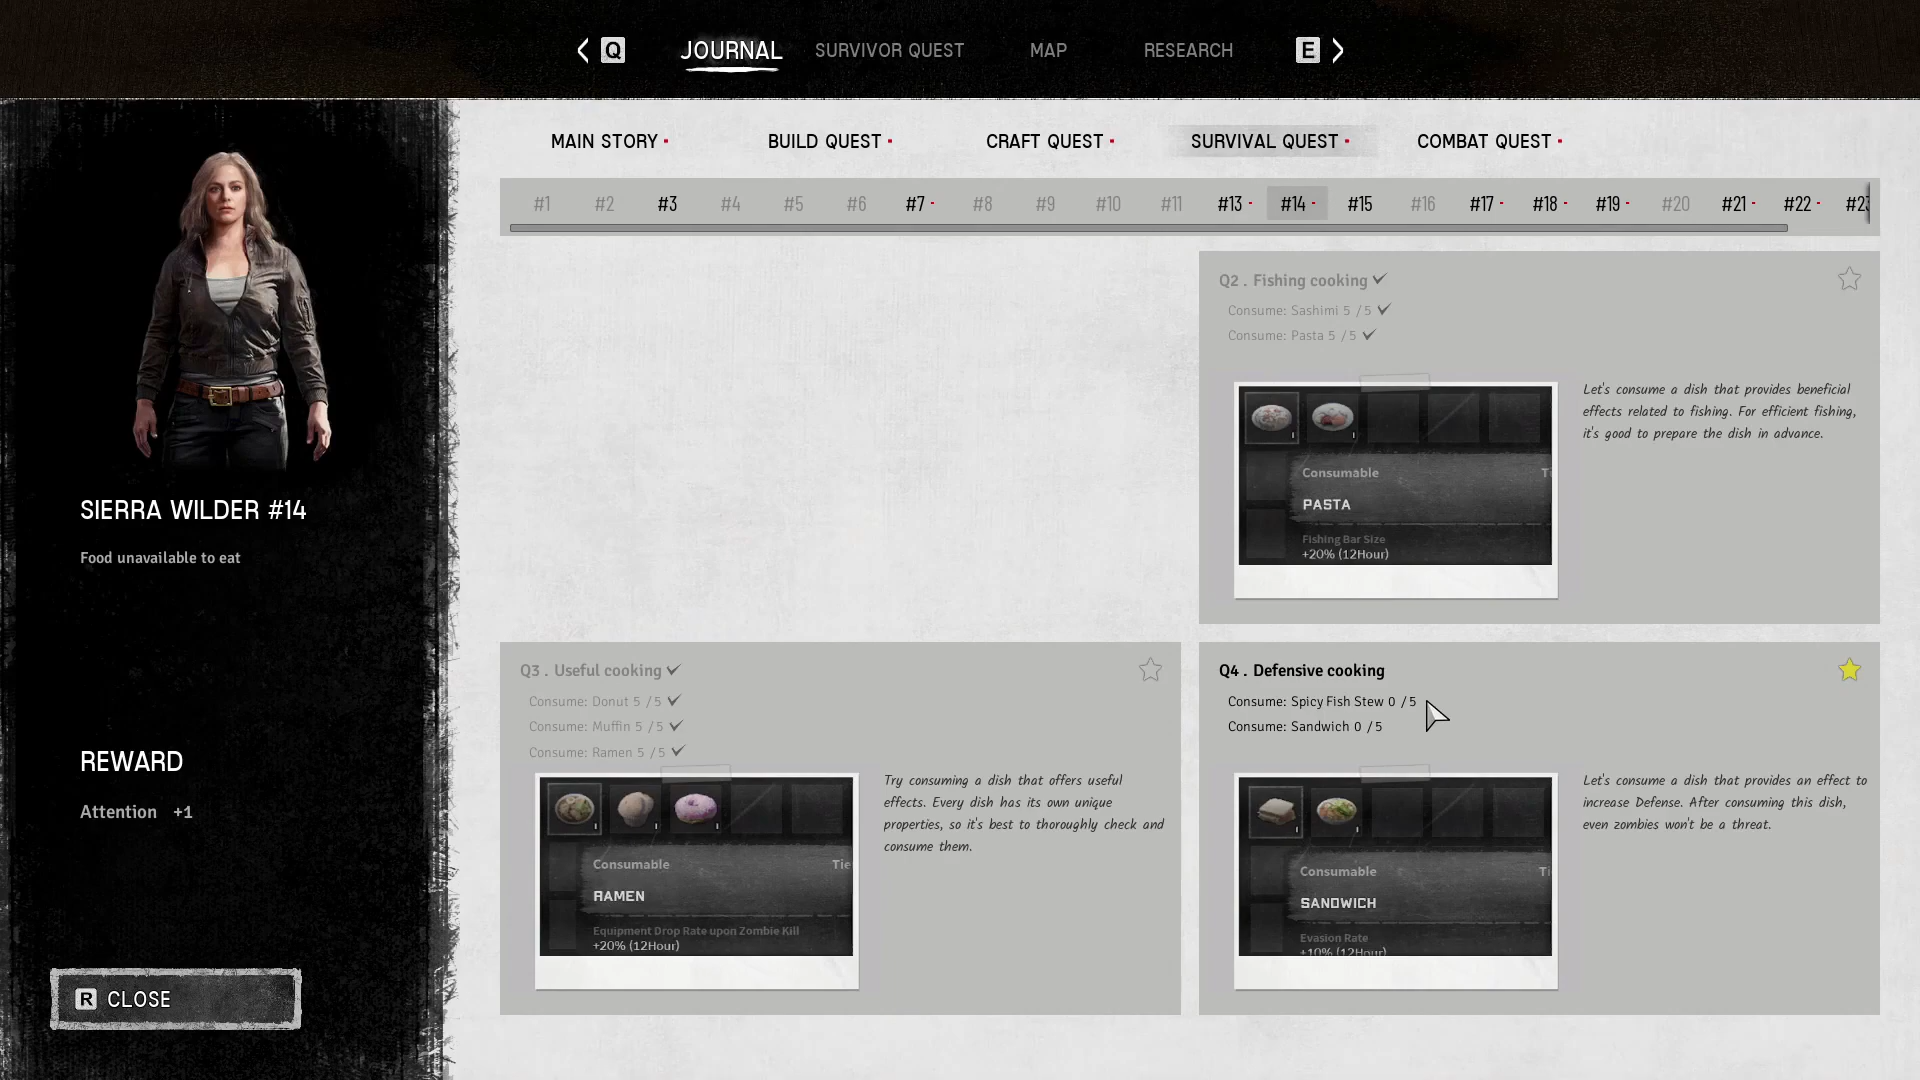 Q
JOURNAL
SURVIVOR QUEST
MAP
RESEARCH
E
MAIN STORY
BUILD QUEST
CRAFT QUEST
SURVIVAL QUEST
COMBAT QUEST
#1 #2 #3 #4 #5 #6 #7 #8 #9 #10 #11 #13 #14 #15 #16 #17 #18 #19 #20 #21 #22 #23
SIERRA WILDER #14
Food unavailable to eat
REWARD
Attention +1
R CLOSE
Q2 . Fishing cooking
Consume: Sashimi 5 / 5
Consume: Pasta 5 / 5
Consumable
PASTA
Fishing Bar Size
+20% (12Hour)
Let's consume a dish that provides beneficial
effects related to fishing. For efficient fishing,
it's good to prepare the dish in advance.
Q3 . Useful cooking
Consume: Donut 5 / 5
Consume: Muffin 5 / 5
Consume: Ramen 5 / 5
Consumable Tie
RAMEN
Equipment Drop Rate upon Zombie Kill
+20% (12Hour)
Try consuming a dish that offers useful
effects. Every dish has its own unique
properties, so it's best to thoroughly check and
consume them.
Q4 . Defensive cooking
Consume: Spicy Fish Stew 0 / 5
Consume: Sandwich 0 / 5
Consumable Ti
SANDWICH
Evasion Rate
+10% (12Hour)
Let's consume a dish that provides an effect to
increase Defense. After consuming this dish,
even zombies won't be a threat.